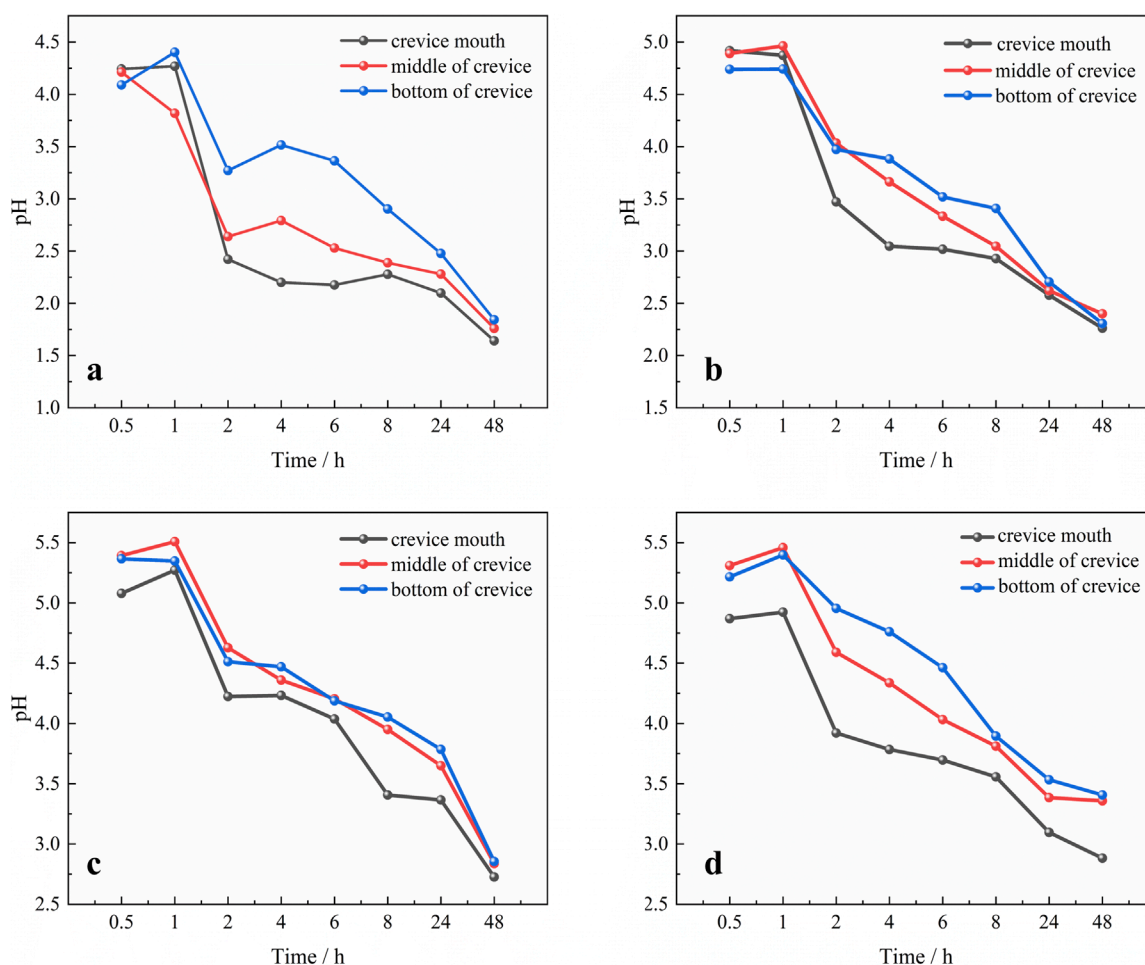 crevice mouth
middle of crevice
bottom of crevice
4.5
4.0
3.5
3.0
2.5
2.0
1.5
1.0
pH
a
0.5 1 2 4 6 8 24 48
Time / h
crevice mouth
middle of crevice
bottom of crevice
5.0
4.5
4.0
3.5
3.0
2.5
2.0
1.5
pH
b
0.5 1 2 4 6 8 24 48
Time / h
crevice mouth
middle of crevice
bottom of crevice
5.5
5.0
4.5
4.0
3.5
3.0
2.5
pH
c
0.5 1 2 4 6 8 24 48
Time / h
crevice mouth
middle of crevice
bottom of crevice
5.5
5.0
4.5
4.0
3.5
3.0
2.5
pH
d
0.5 1 2 4 6 8 24 48
Time / h